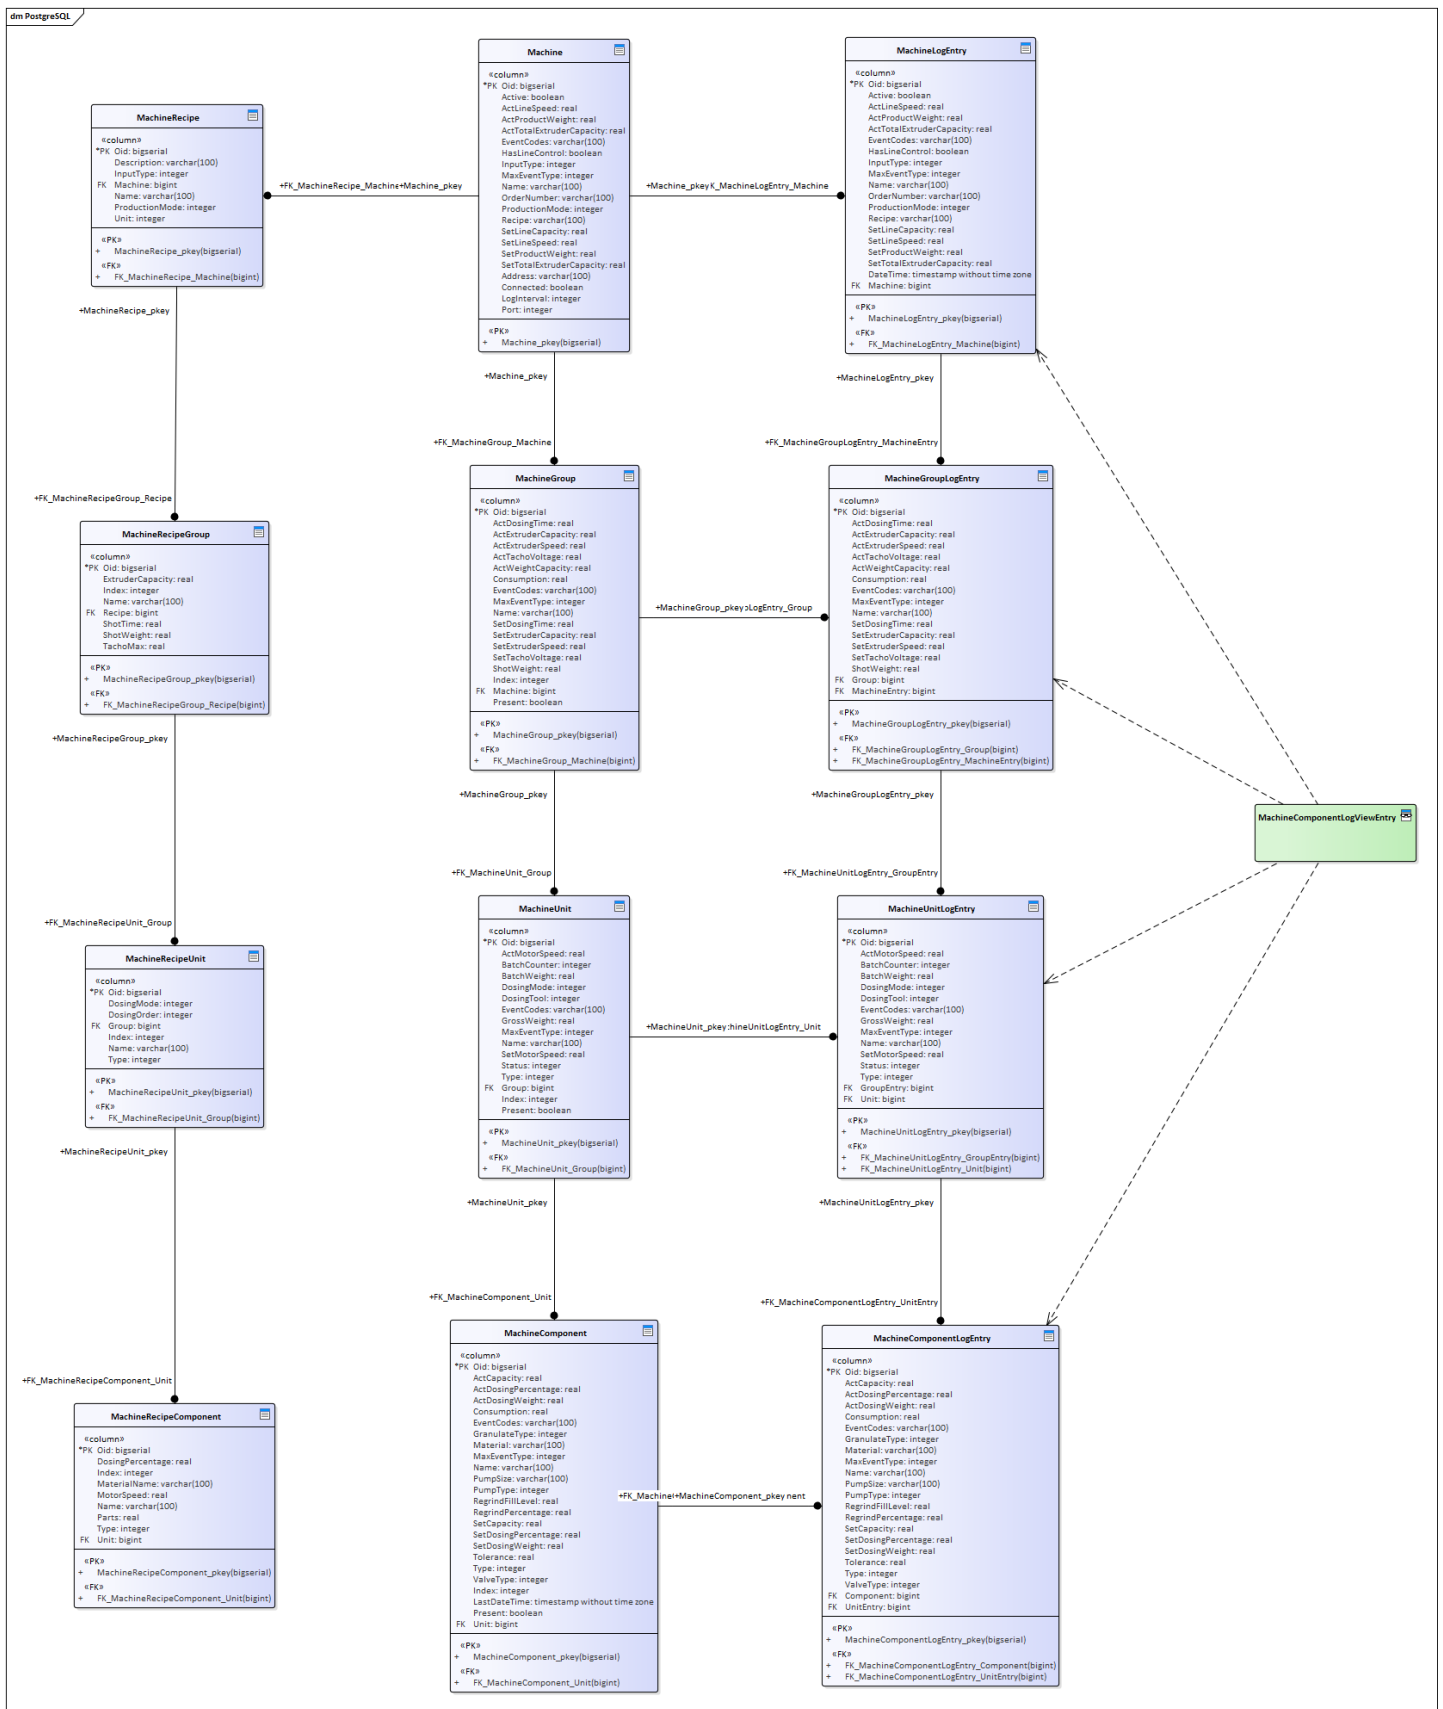 dm PostgreSQL
Machine
«column»
*PK Oid: bigserial
Active: boolean
ActLineSpeed: real
ActProductWeight: real
ActTotalExtruderCapacity: real
EventCodes: varchar(100)
HasLineControl: boolean
InputType: integer
MaxEventType: integer
Name: varchar(100)
OrderNumber: varchar(100)
ProductionMode: integer
Recipe: varchar(100)
SetLineCapacity: real
SetLineSpeed: real
SetProductWeight: real
SetTotalExtruderCapacity: real
Address: varchar(100)
Connected: boolean
LogInterval: integer
Port: integer
«PK»
+ Machine_pkey(bigserial)
MachineLogEntry
«column»
*PK Oid: bigserial
Active: boolean
ActLineSpeed: real
ActProductWeight: real
ActTotalExtruderCapacity: real
EventCodes: varchar(100)
HasLineControl: boolean
InputType: integer
MaxEventType: integer
Name: varchar(100)
OrderNumber: varchar(100)
ProductionMode: integer
Recipe: varchar(100)
SetLineCapacity: real
SetLineSpeed: real
SetProductWeight: real
SetTotalExtruderCapacity: real
DateTime: timestamp without time zone
FK Machine: bigint
«PK»
+ MachineLogEntry_pkey(bigserial)
«FK»
+ FK_MachineLogEntry_Machine(bigint)
MachineRecipe
«column»
*PK Oid: bigserial
Description: varchar(100)
InputType: integer
FK Machine: bigint
Name: varchar(100)
ProductionMode: integer
Unit: integer
«PK»
+ MachineRecipe_pkey(bigserial)
«FK»
+ FK_MachineRecipe_Machine(bigint)
+FK_MachineRecipe_Machine+Machine_pkey
+Machine_pkeyK_MachineLogEntry_Machine
+MachineRecipe_pkey
+Machine_pkey
+MachineLogEntry_pkey
+FK_MachineRecipeGroup_Recipe
+FK_MachineGroup_Machine
+FK_MachineGroupLogEntry_MachineEntry
MachineRecipeGroup
«column»
*PK Oid: bigserial
ExtruderCapacity: real
Index: integer
Name: varchar(100)
FK Recipe: bigint
ShotTime: real
ShotWeight: real
TachoMax: real
«PK»
+ MachineRecipeGroup_pkey(bigserial)
«FK»
+ FK_MachineRecipeGroup_Recipe(bigint)
MachineGroup
«column»
*PK Oid: bigserial
ActDosingTime: real
ActExtruderCapacity: real
ActExtruderSpeed: real
ActTachoVoltage: real
ActWeightCapacity: real
Consumption: real
EventCodes: varchar(100)
MaxEventType: integer
Name: varchar(100)
SetDosingTime: real
SetExtruderCapacity: real
SetExtruderSpeed: real
SetTachoVoltage: real
ShotWeight: real
Index: integer
FK Machine: bigint
Present: boolean
«PK»
+ MachineGroup_pkey(bigserial)
«FK»
+ FK_MachineGroup_Machine(bigint)
+MachineGroup_pkeyɔLogEntry_Group
MachineGroupLogEntry
«column»
*PK Oid: bigserial
ActDosingTime: real
ActExtruderCapacity: real
ActExtruderSpeed: real
ActTachoVoltage: real
ActWeightCapacity: real
Consumption: real
EventCodes: varchar(100)
MaxEventType: integer
Name: varchar(100)
SetDosingTime: real
SetExtruderCapacity: real
SetExtruderSpeed: real
SetTachoVoltage: real
ShotWeight: real
FK Group: bigint
FK MachineEntry: bigint
«PK»
+ MachineGroupLogEntry_pkey(bigserial)
«FK»
+ FK_MachineGroupLogEntry_Group(bigint)
+ FK_MachineGroupLogEntry_MachineEntry(bigint)
+MachineRecipeGroup_pkey
+MachineGroup_pkey
+MachineGroupLogEntry_pkey
MachineComponentLogViewEntry
+FK_MachineRecipeUnit_Group
+FK_MachineUnit_Group
+FK_MachineUnitLogEntry_GroupEntry
MachineRecipeUnit
«column»
*PK Oid: bigserial
DosingMode: integer
DosingOrder: integer
FK Group: bigint
Index: integer
Name: varchar(100)
Type: integer
«PK»
+ MachineRecipeUnit_pkey(bigserial)
«FK»
+ FK_MachineRecipeUnit_Group(bigint)
MachineUnit
«column»
*PK Oid: bigserial
ActMotorSpeed: real
BatchCounter: integer
BatchWeight: real
DosingMode: integer
DosingTool: integer
EventCodes: varchar(100)
GrossWeight: real
MaxEventType: integer
Name: varchar(100)
SetMotorSpeed: real
Status: integer
Type: integer
FK Group: bigint
Index: integer
Present: boolean
«PK»
+ MachineUnit_pkey(bigserial)
«FK»
+ FK_MachineUnit_Group(bigint)
+MachineUnit_pkey:hineUnitLogEntry_Unit
MachineUnitLogEntry
«column»
*PK Oid: bigserial
ActMotorSpeed: real
BatchCounter: integer
BatchWeight: real
DosingMode: integer
DosingTool: integer
EventCodes: varchar(100)
GrossWeight: real
MaxEventType: integer
Name: varchar(100)
SetMotorSpeed: real
Status: integer
Type: integer
FK GroupEntry: bigint
FK Unit: bigint
«PK»
+ MachineUnitLogEntry_pkey(bigserial)
«FK»
+ FK_MachineUnitLogEntry_GroupEntry(bigint)
+ FK_MachineUnitLogEntry_Unit(bigint)
+MachineRecipeUnit_pkey
+MachineUnit_pkey
+MachineUnitLogEntry_pkey
+FK_MachineRecipeComponent_Unit
+FK_MachineComponent_Unit
+FK_MachineComponentLogEntry_UnitEntry
MachineRecipeComponent
«column»
*PK Oid: bigserial
DosingPercentage: real
Index: integer
MaterialName: varchar(100)
MotorSpeed: real
Name: varchar(100)
Parts: real
Type: integer
FK Unit: bigint
«PK»
+ MachineRecipeComponent_pkey(bigserial)
«FK»
+ FK_MachineRecipeComponent_Unit(bigint)
MachineComponent
«column»
*PK Oid: bigserial
ActCapacity: real
ActDosingPercentage: real
ActDosingWeight: real
Consumption: real
EventCodes: varchar(100)
GranulateType: integer
Material: varchar(100)
MaxEventType: integer
Name: varchar(100)
PumpSize: varchar(100)
PumpType: integer
RegrindFillLevel: real
RegrindPercentage: real
SetCapacity: real
SetDosingPercentage: real
SetDosingWeight: real
Tolerance: real
Type: integer
ValveType: integer
Index: integer
LastDateTime: timestamp without time zone
Present: boolean
FK Unit: bigint
«PK»
+ MachineComponent_pkey(bigserial)
«FK»
+ FK_MachineComponent_Unit(bigint)
+FK_Machine(+MachineComponent_pkeynent
MachineComponentLogEntry
«column»
*PK Oid: bigserial
ActCapacity: real
ActDosingPercentage: real
ActDosingWeight: real
Consumption: real
EventCodes: varchar(100)
GranulateType: integer
Material: varchar(100)
MaxEventType: integer
Name: varchar(100)
PumpSize: varchar(100)
PumpType: integer
RegrindFillLevel: real
RegrindPercentage: real
SetCapacity: real
SetDosingPercentage: real
SetDosingWeight: real
Tolerance: real
Type: integer
ValveType: integer
FK Component: bigint
FK UnitEntry: bigint
«PK»
+ MachineComponentLogEntry_pkey(bigserial)
«FK»
+ FK_MachineComponentLogEntry_Component(bigint)
+ FK_MachineComponentLogEntry_UnitEntry(bigint)